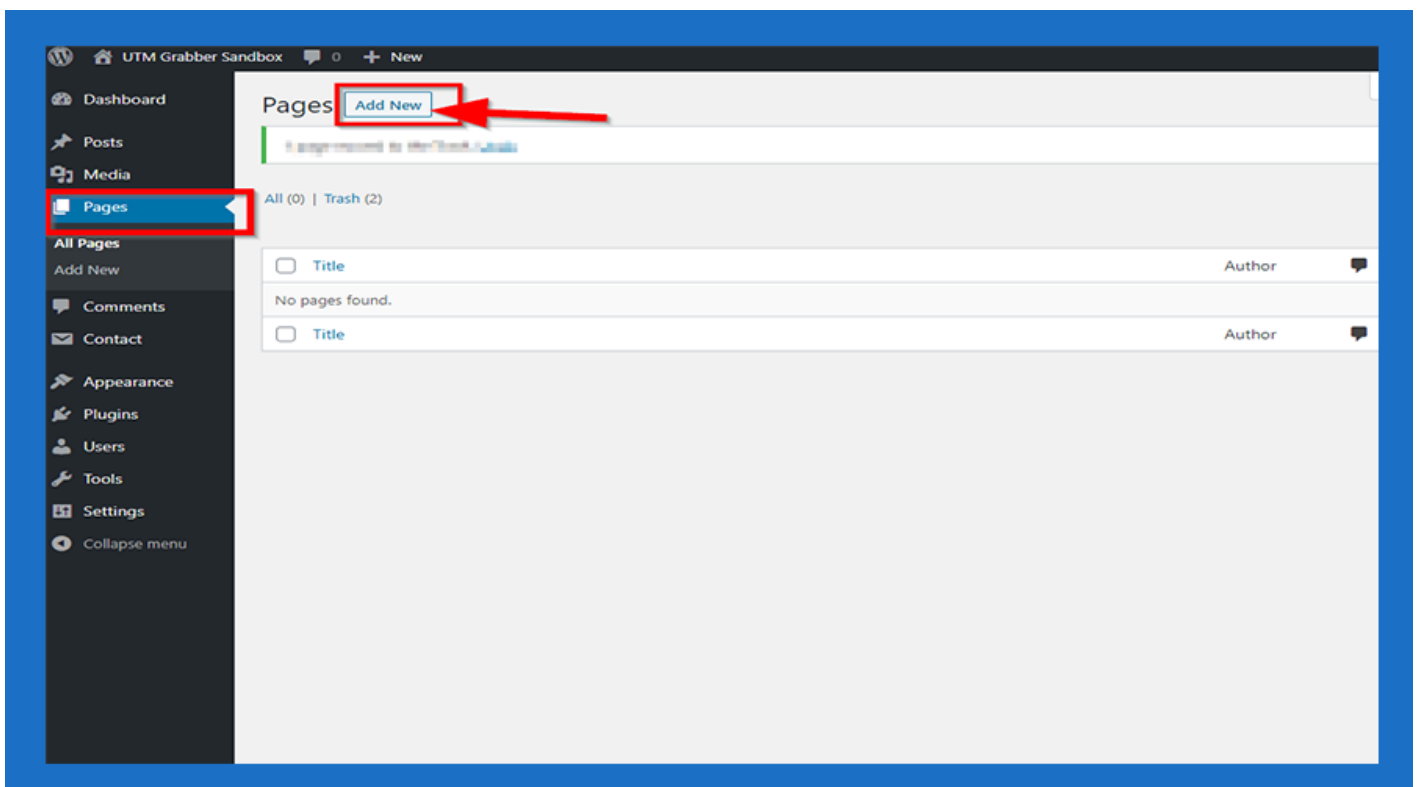 UTM Grabber Sandbox 0 + New
Dashboard
Posts
Media
Pages
All Pages
Add New
Comments
Contact
Appearance
Plugins
Users
Tools
Settings
Collapse menu
Pages Add New
All (0) | Trash (2)
Title Author
No pages found.
Title Author